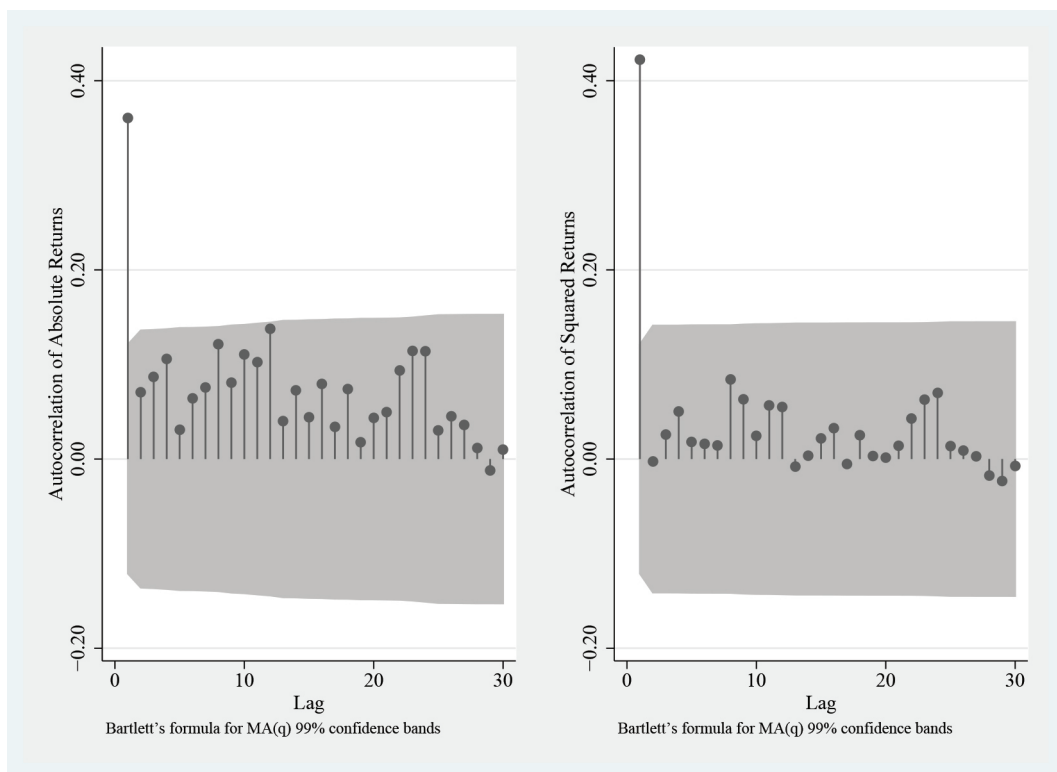 Autocorrelation of Absolute Returns
0.40
0.20
0.00
−0.20
0
10
20
30
Lag
Bartlett’s formula for MA(q) 99% confidence bands
Autocorrelation of Squared Returns
0.40
0.20
0.00
−0.20
0
10
20
30
Lag
Bartlett’s formula for MA(q) 99% confidence bands